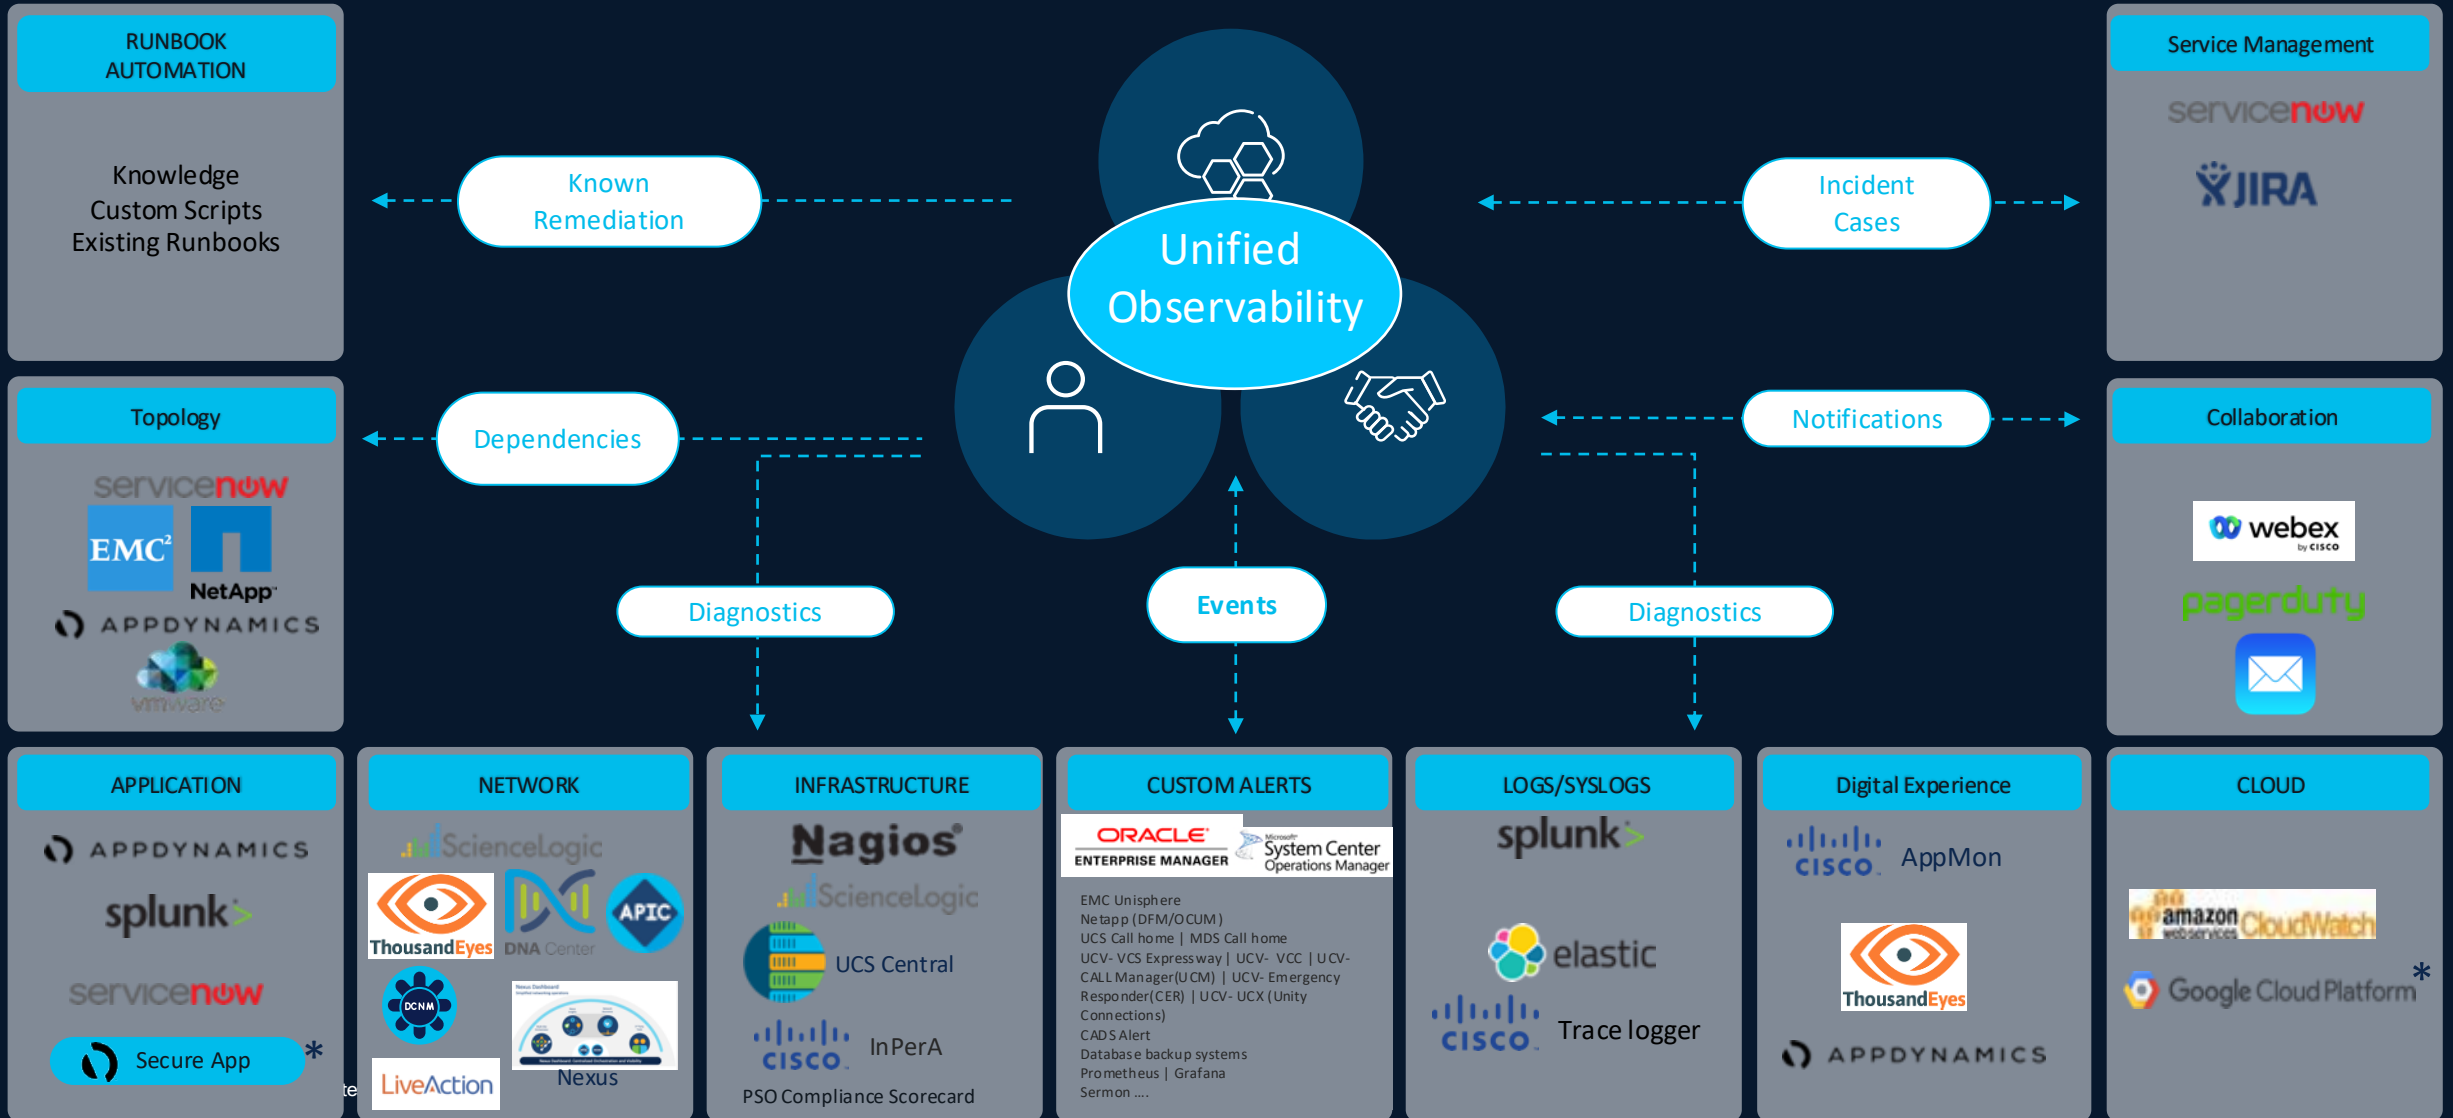 RUNBOOK
AUTOMATION
Knowledge
Custom Scripts
Existing Runbooks
Known
Remediation
Unified
Observability
Incident
Cases
Service Management
servicenow
JIRA
Topology
servicenow
EMC²
NetApp™
APPDYNAMICS
vmware
Dependencies
Diagnostics
Events
Diagnostics
Notifications
Collaboration
webex
by CISCO
pagerduty
APPLICATION
APPDYNAMICS
splunk>
servicenow
Secure App *
te
NETWORK
ScienceLogic
ThousandEyes
DNA Center
APIC
DCNM
Nexus Dashboard
Nexus
LiveAction
INFRASTRUCTURE
Nagios®
ScienceLogic
UCS Central
CISCO InPerA
PSO Compliance Scorecard
CUSTOM ALERTS
ORACLE
ENTERPRISE MANAGER
Microsoft
System Center
Operations Manager
EMC Unisphere
Netapp (DFM/OCUM)
UCS Call home | MDS Call home
UCV- VCS Expressway | UCV- VCC | UCV-
CALL Manager(UCM) | UCV- Emergency
Responder(CER) | UCV- UCX (Unity
Connections)
CADS Alert
Database backup systems
Prometheus | Grafana
Sermon ....
LOGS/SYSLOGS
splunk>
elastic
CISCO Trace logger
Digital Experience
CISCO AppMon
ThousandEyes
APPDYNAMICS
CLOUD
amazon
webservices CloudWatch
Google Cloud Platform *